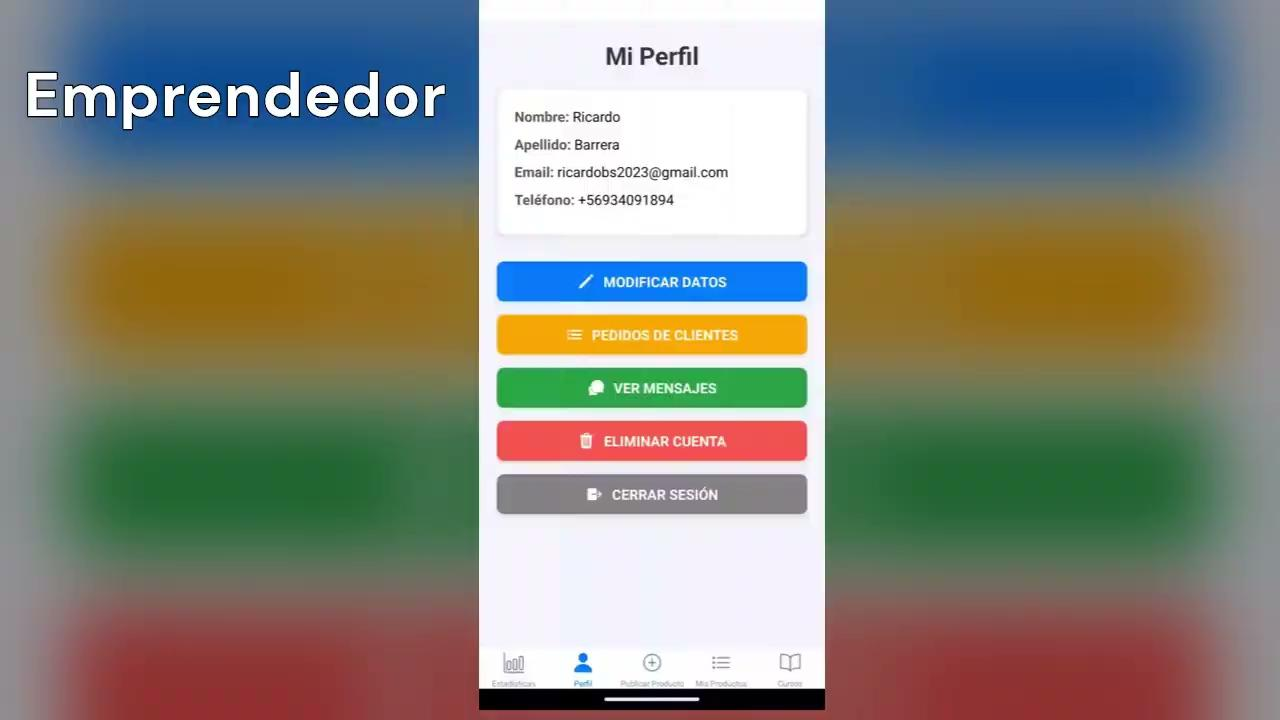 Emprendedor
Mi Perfil
Nombre: Ricardo
Apellido: Barrera
Email: ricardobs2023@gmail.com
Teléfono: +56934091894
MODIFICAR DATOS
PEDIDOS DE CLIENTES
VER MENSAJES
ELIMINAR CUENTA
CERRAR SESIÓN
Estadísticas
Perfil
Publicar Producto
Mis Productos
Cursos